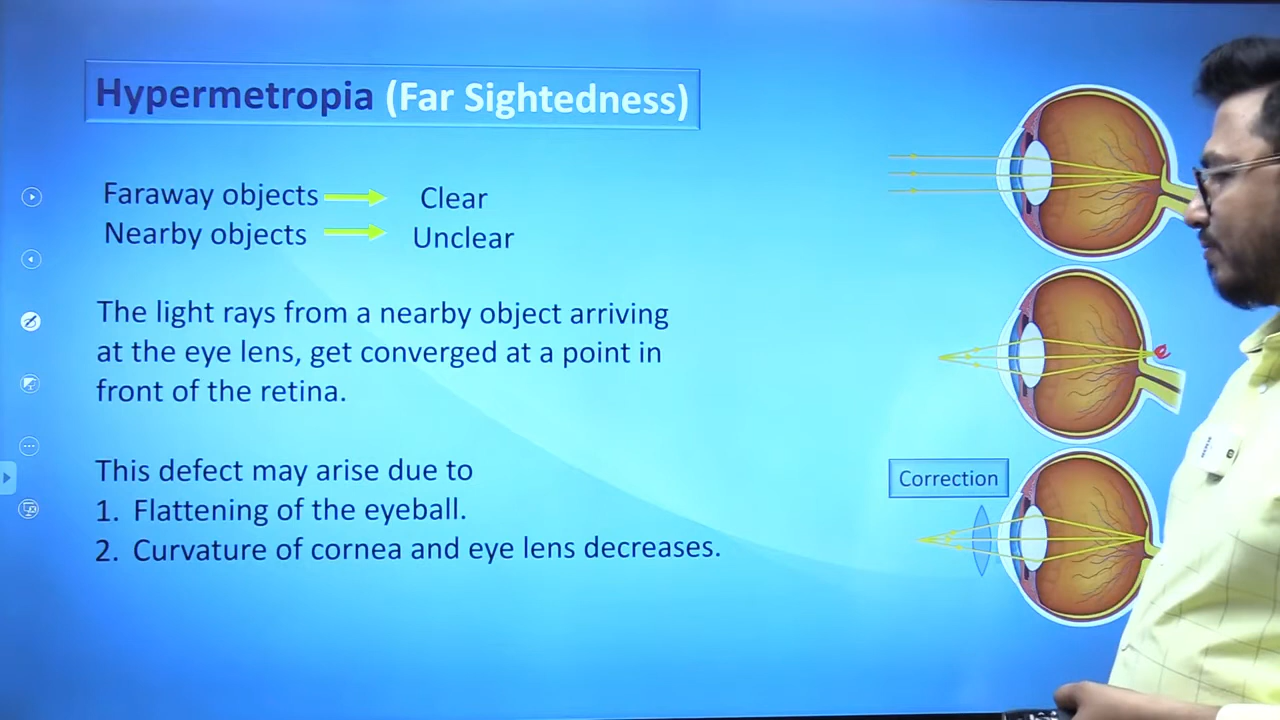 Hypermetropia (Far Sightedness)
Faraway objects Clear
Nearby objects Unclear
The light rays from a nearby object arriving
at the eye lens, get converged at a point in
front of the retina.
This defect may arise due to
1. Flattening of the eyeball.
2. Curvature of cornea and eye lens decreases.
Correction